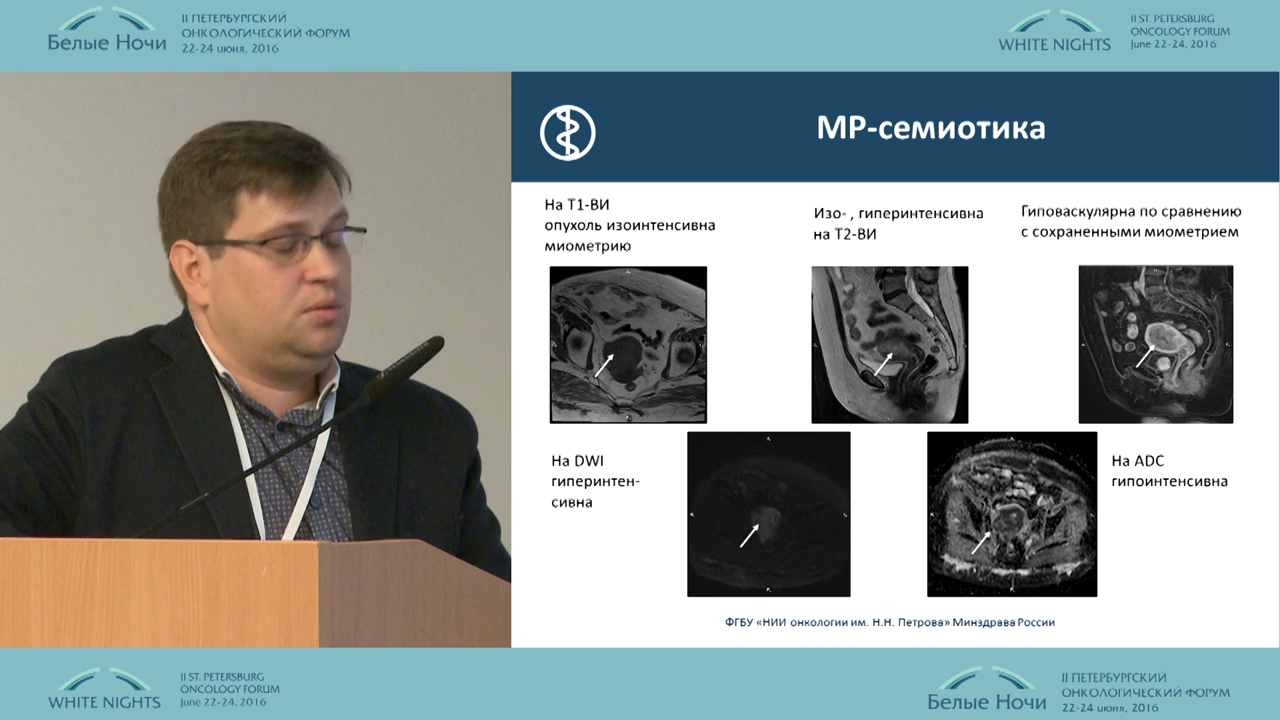 Белые Ночи
II ПЕТЕРБУРГСКИЙ
ОНКОЛОГИЧЕСКИЙ ФОРУМ
22-24 июня, 2016
WHITE NIGHTS
II ST. PETERSBURG
ONCOLOGY FORUM
June 22-24, 2016
МР-семиотика
На Т1-ВИ
опухоль изоинтенсивна
миометрию
Изо- , гиперинтенсивна
на Т2-ВИ
Гиповаскулярна по сравнению
с сохраненными миометрием
На DWI
гиперинтен-
сивна
На ADC
гипоинтенсивна
ФГБУ «НИИ онкологии им. Н.Н. Петрова» Минздрава России
WHITE NIGHTS
II ST. PETERSBURG
ONCOLOGY FORUM
June 22-24, 2016
Белые Ночи
II ПЕТЕРБУРГСКИЙ
ОНКОЛОГИЧЕСКИЙ ФОРУМ
22-24 июня, 2016